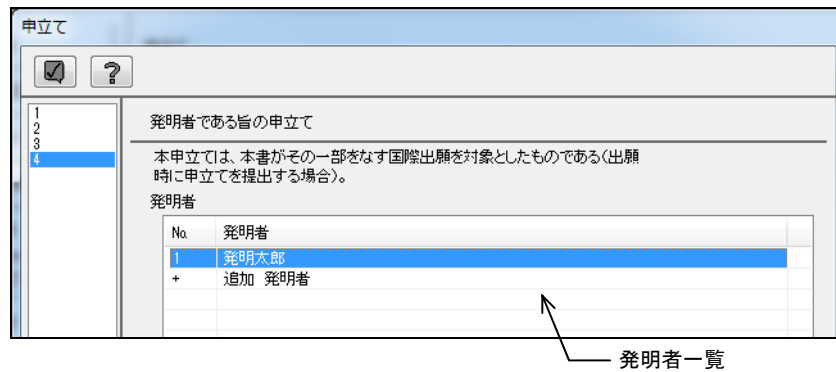 申立て
?
1
2
3
4
発明者である旨の申立て
本申立ては、本書がその一部をなす国際出願を対象としたものである(出願
時に申立てを提出する場合)。
発明者
No. 発明者
1 発明太郎
+ 追加 発明者
発明者一覧